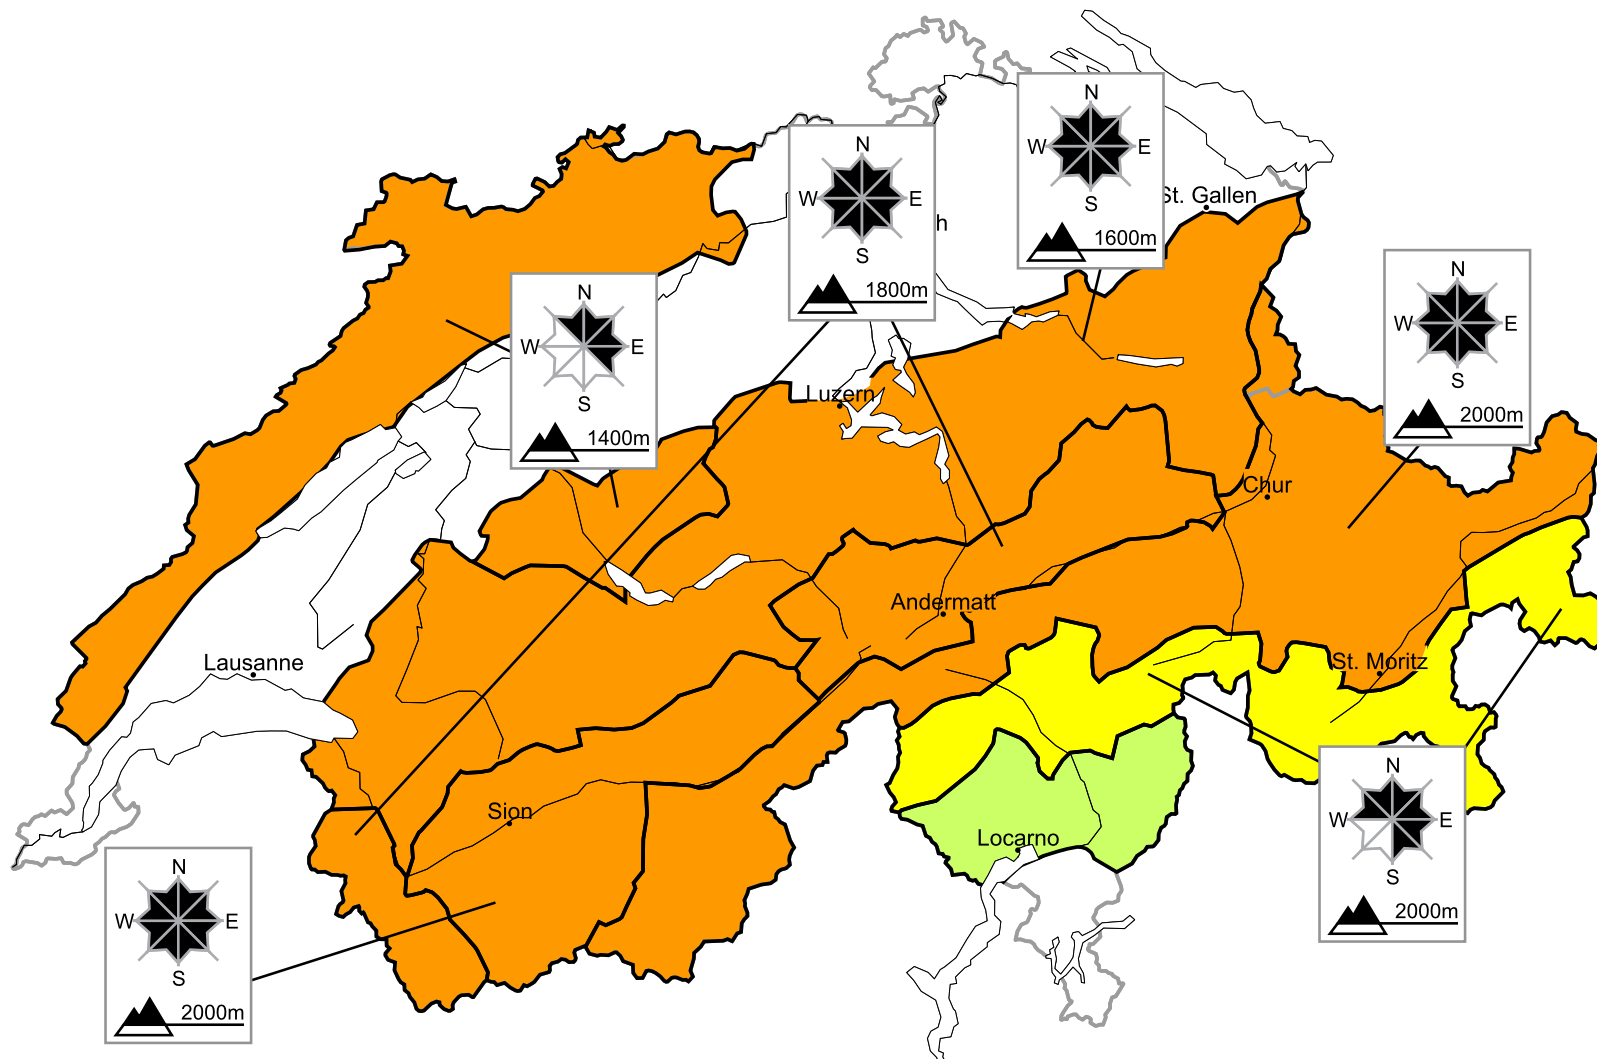 N
W E
S
1600m
N
W E
S
1800m
h
St. Gallen
N
W E
S
2000m
N
W E
S
1400m
Luzern
Chur
Andermatt
Lausanne
St. Moritz
Sion
Locarno
N
W E
S
2000m
N
W E
S
2000m